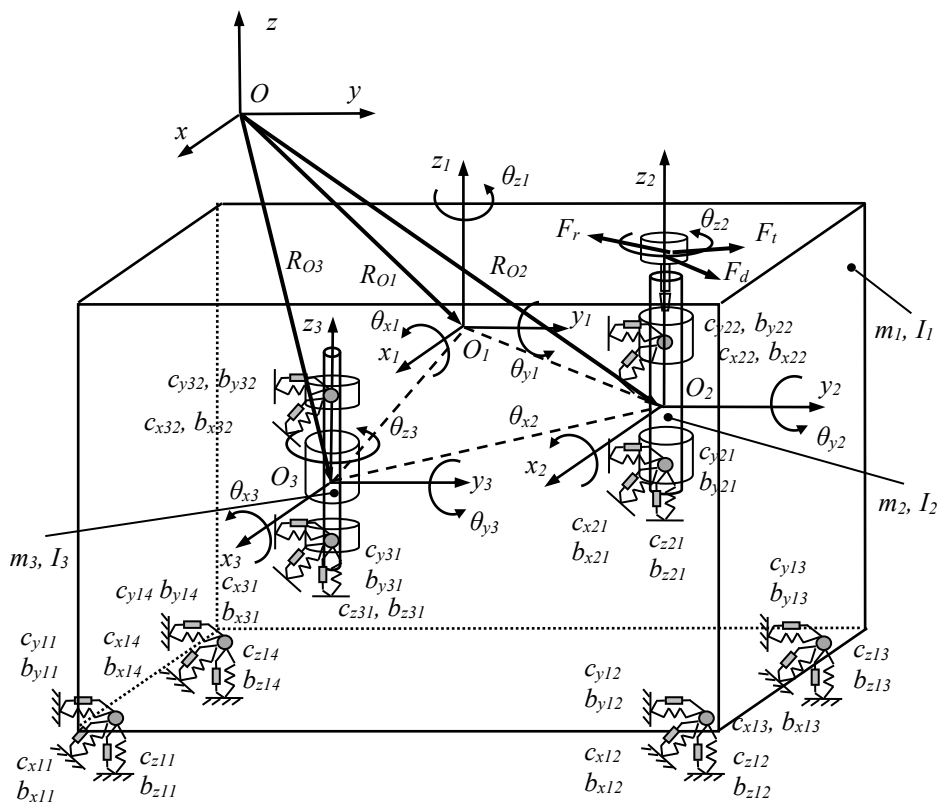 z
O
y
x
z1
θz1
z2
θz2
Fr
Ft
Fd
RO3
RO1
RO2
m1, I1
z3
θx1
x1
y1
O1
θy1
cy22, by22
cx22, bx22
cy32, by32
cx32, bx32
O2
y2
θy2
θx2
θz3
O3
x2
cy21
by21
θx3
y3
θy3
m2, I2
cx21
bx21
cz21
bz21
m3, I3
x3
cy31
by31
cx31
bx31
cz31, bz31
cy14 by14
cy13
by13
cy11
by11
cx14
bx14
cz14
bz14
cz13
bz13
cy12
by12
cx13, bx13
cx11
bx11
cz11
bz11
cx12
bx12
cz12
bz12